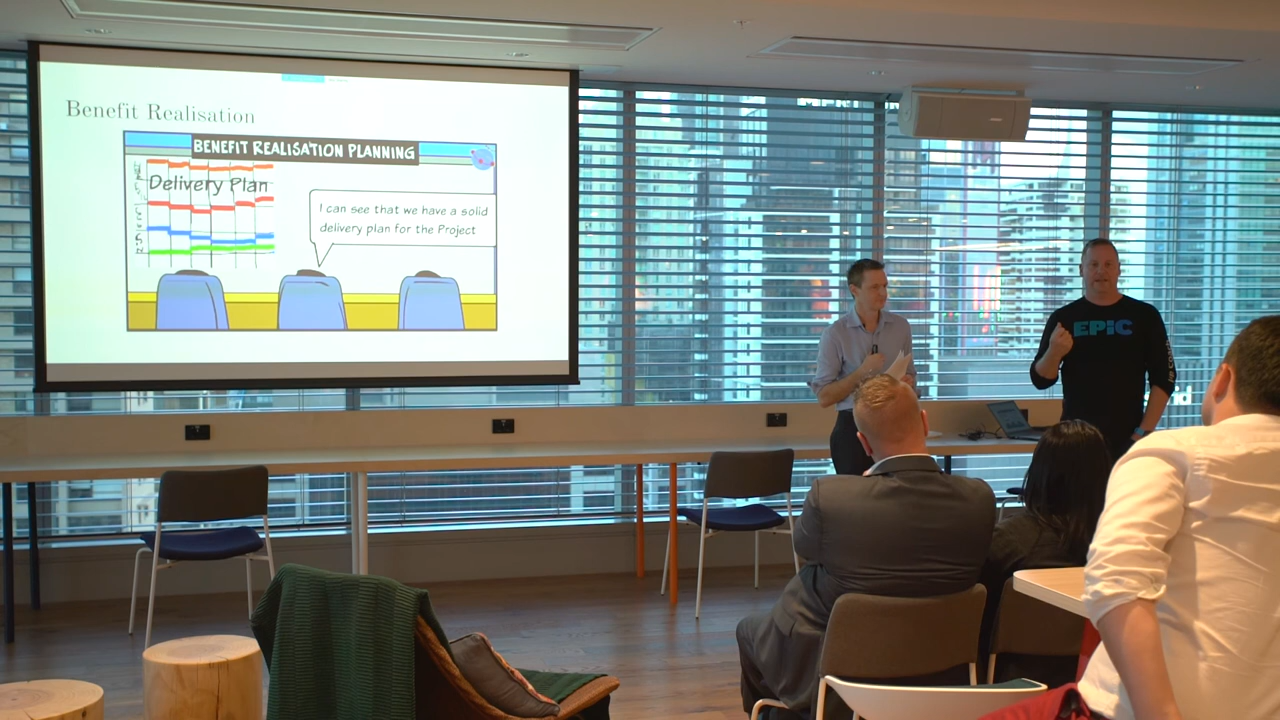 Benefit Realisation
BENEFIT REALISATION PLANNING
Delivery Plan
I can see that we have a solid
delivery plan for the Project
EPIC